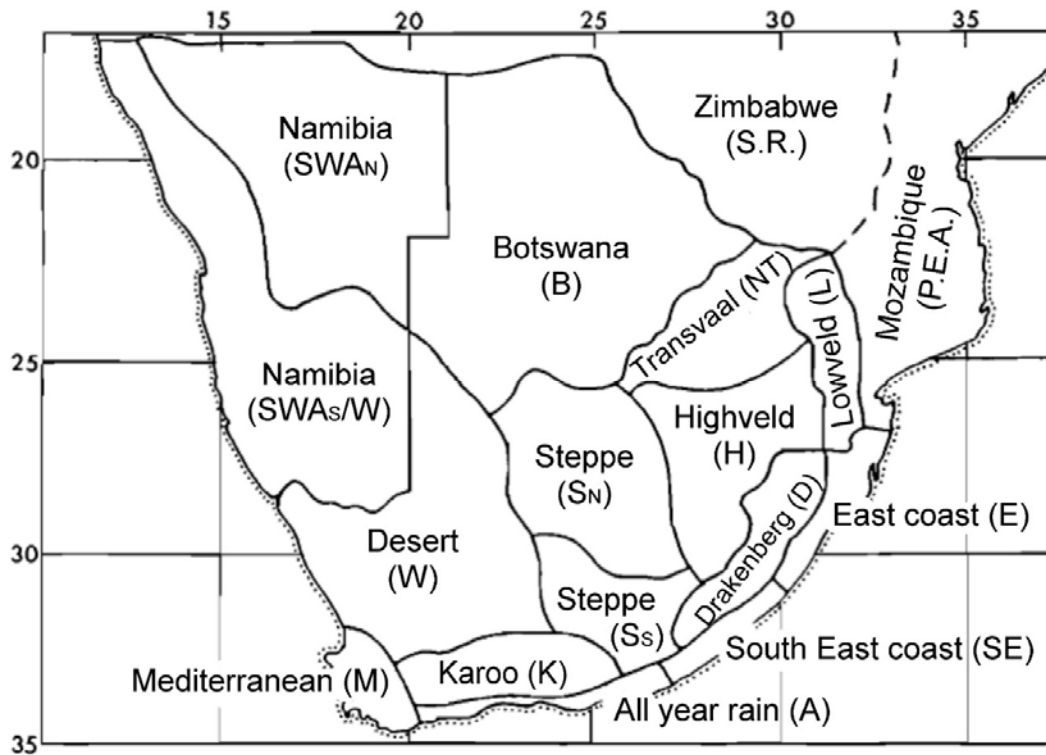 15 20 25 30 35
20
25
30
35
Namibia
(SWAN)
Zimbabwe
(S.R.)
Mozambique
(P.E.A.)
Botswana
(B)
Transvaal (NT)
Lowveld (L)
Namibia
(SWAS/W)
Highveld
(H)
Steppe
(SN)
Drakenberg (D)
East coast (E)
Desert
(W)
Steppe
(SS)
South East coast (SE)
Karoo (K)
Mediterranean (M)
All year rain (A)